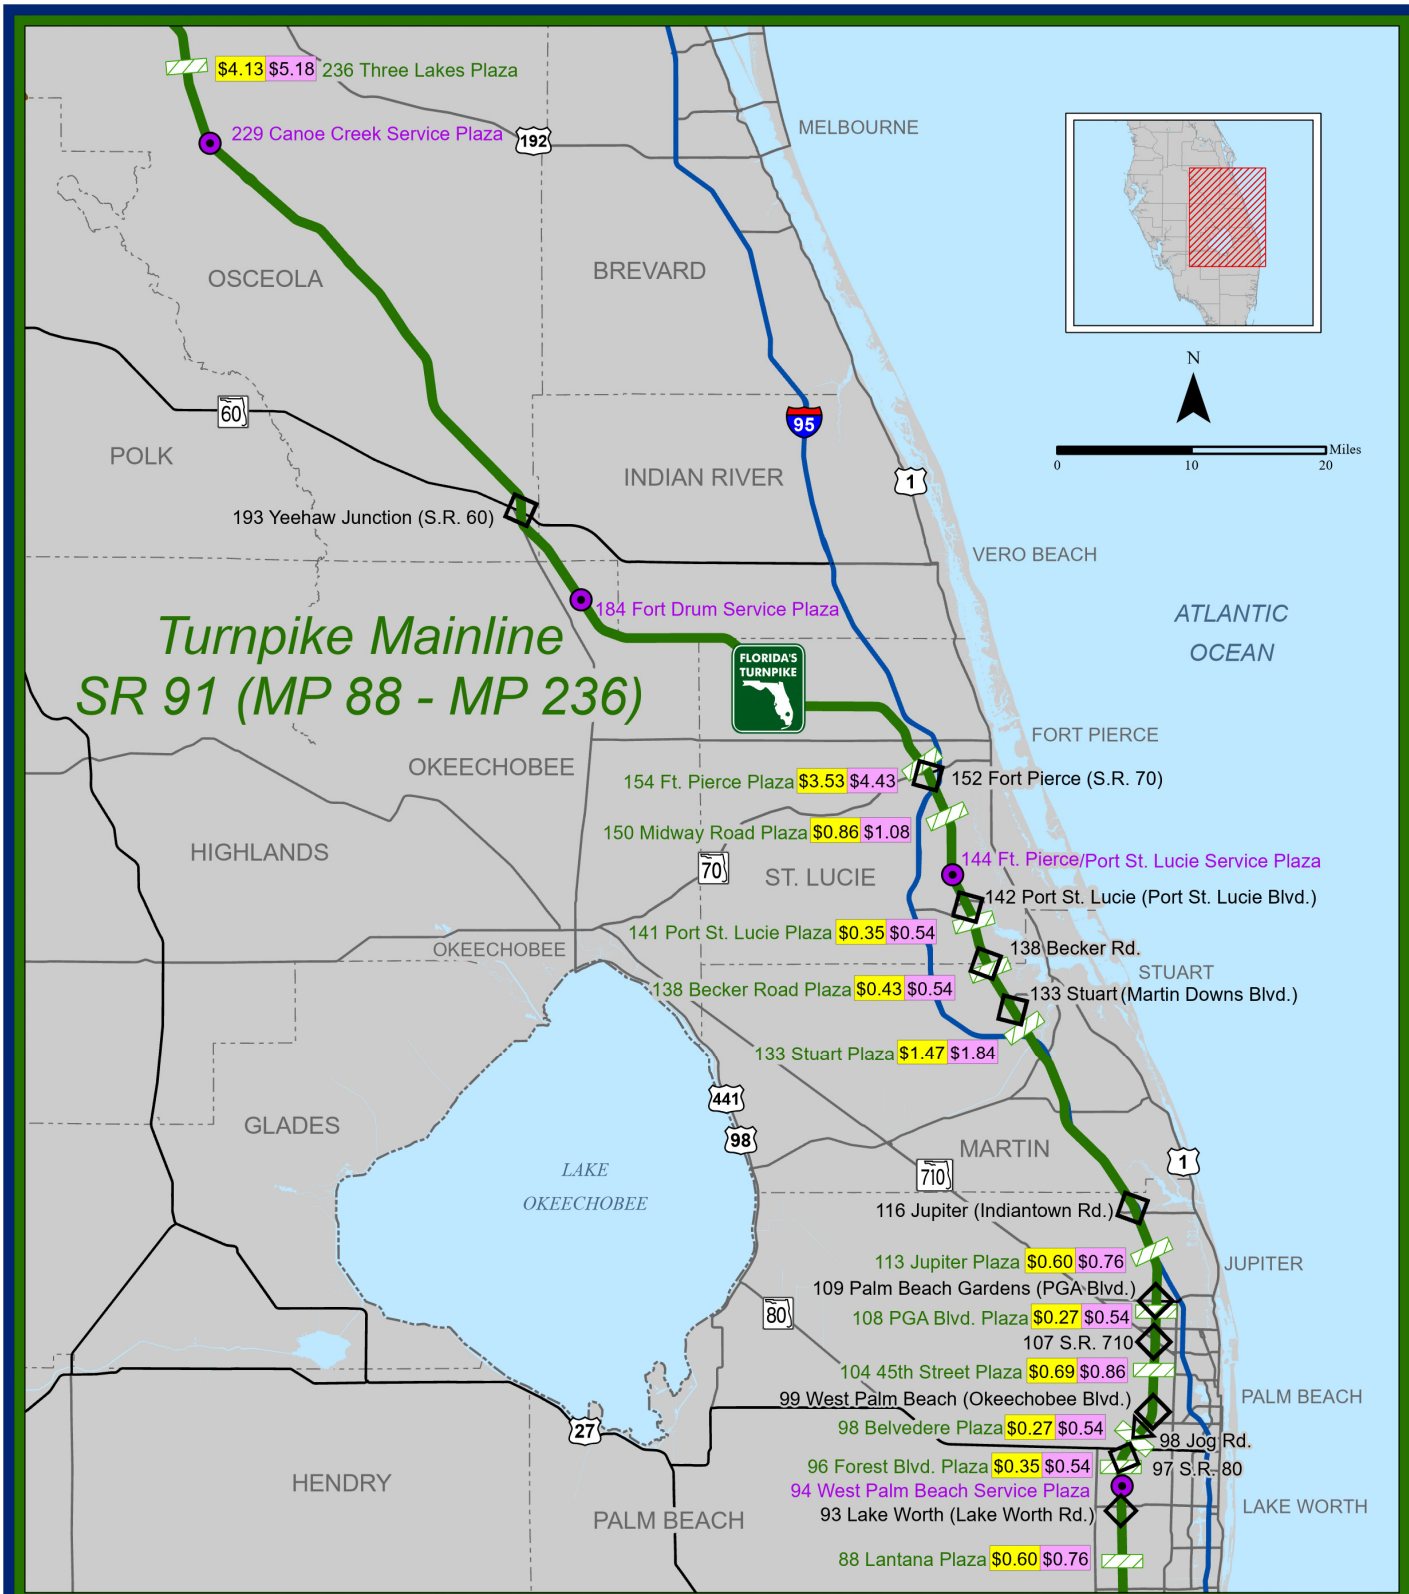 $4.13 $5.18 236 Three Lakes Plaza
MELBOURNE
229 Canoe Creek Service Plaza
192
OSCEOLA
BREVARD
N
60
95
Miles
0 10 20
POLK
INDIAN RIVER
1
193 Yeehaw Junction (S.R. 60)
VERO BEACH
184 Fort Drum Service Plaza
ATLANTIC
OCEAN
Turnpike Mainline
SR 91 (MP 88 - MP 236)
FLORIDA'S
TURNPIKE
FORT PIERCE
OKEECHOBEE
154 Ft. Pierce Plaza $3.53 $4.43
152 Fort Pierce (S.R. 70)
150 Midway Road Plaza $0.86 $1.08
HIGHLANDS
70
ST. LUCIE
144 Ft. Pierce/Port St. Lucie Service Plaza
142 Port St. Lucie (Port St. Lucie Blvd.)
141 Port St. Lucie Plaza $0.35 $0.54
OKEECHOBEE
138 Becker Rd.
STUART
138 Becker Road Plaza $0.43 $0.54
133 Stuart (Martin Downs Blvd.)
133 Stuart Plaza $1.47 $1.84
441
GLADES
98
MARTIN
LAKE
OKEECHOBEE
710
1
116 Jupiter (Indiantown Rd.)
113 Jupiter Plaza $0.60 $0.76
JUPITER
109 Palm Beach Gardens (PGA Blvd.)
80
108 PGA Blvd. Plaza $0.27 $0.54
107 S.R. 710
104 45th Street Plaza $0.69 $0.86
99 West Palm Beach (Okeechobee Blvd.)
PALM BEACH
27
98 Belvedere Plaza $0.27 $0.54
98 Jog Rd.
96 Forest Blvd. Plaza $0.35 $0.54
97 S.R. 80
HENDRY
94 West Palm Beach Service Plaza
LAKE WORTH
93 Lake Worth (Lake Worth Rd.)
PALM BEACH
88 Lantana Plaza $0.60 $0.76